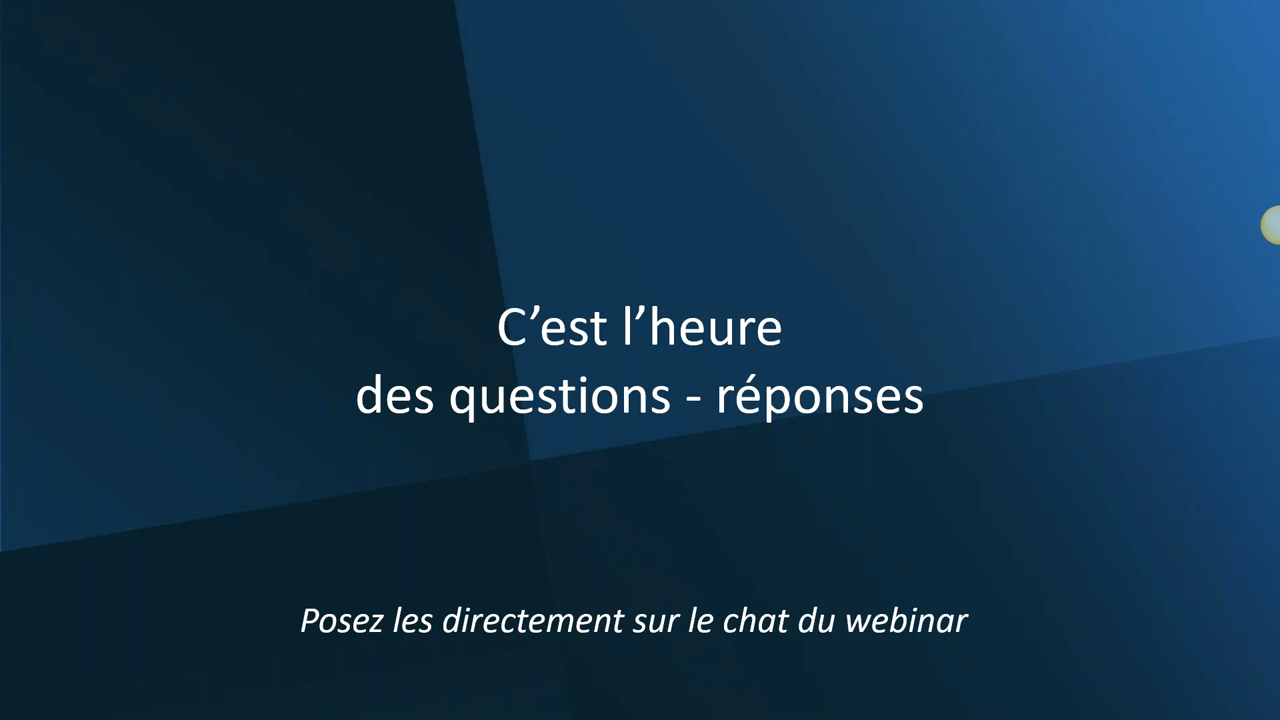 C’est l’heure
des questions - réponses
Posez les directement sur le chat du webinar